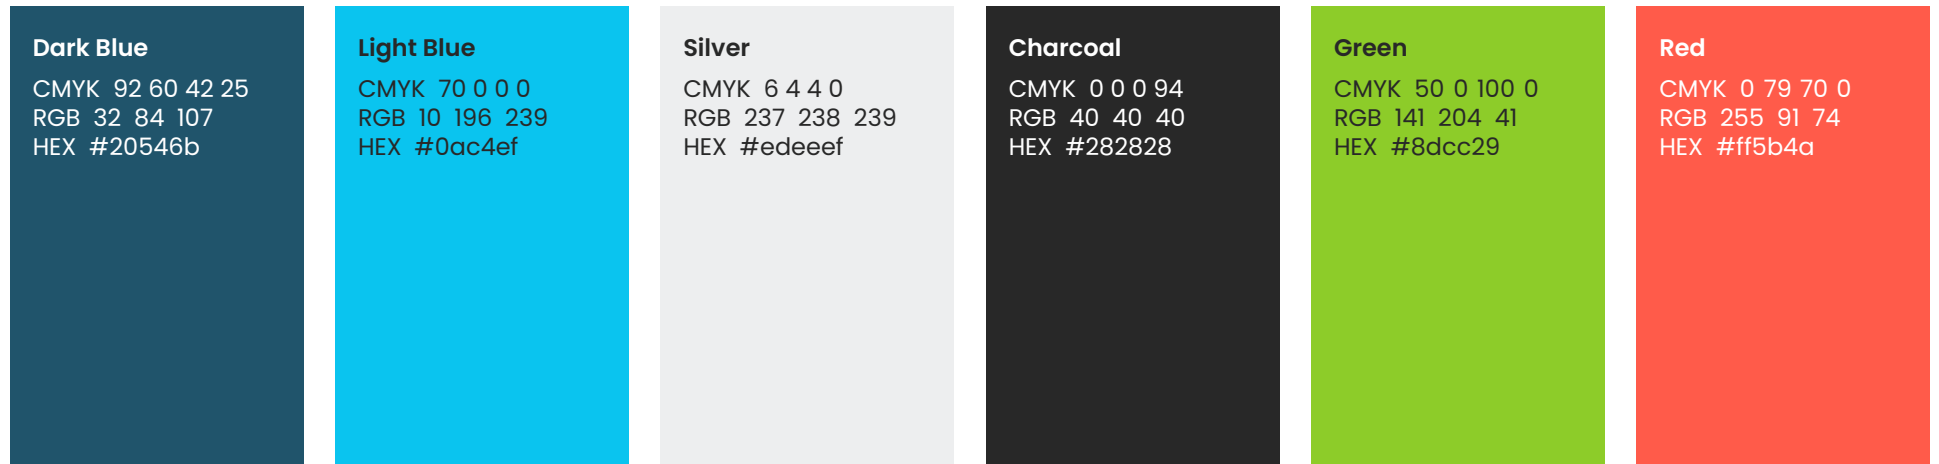 Dark Blue
CMYK 92 60 42 25
RGB 32 84 107
HEX #20546b
Light Blue
CMYK 70 0 0 0
RGB 10 196 239
HEX #0ac4ef
Silver
CMYK 6 4 4 0
RGB 237 238 239
HEX #edeeef
Charcoal
CMYK 0 0 0 94
RGB 40 40 40
HEX #282828
Green
CMYK 50 0 100 0
RGB 141 204 41
HEX #8dcc29
Red
CMYK 0 79 70 0
RGB 255 91 74
HEX #ff5b4a